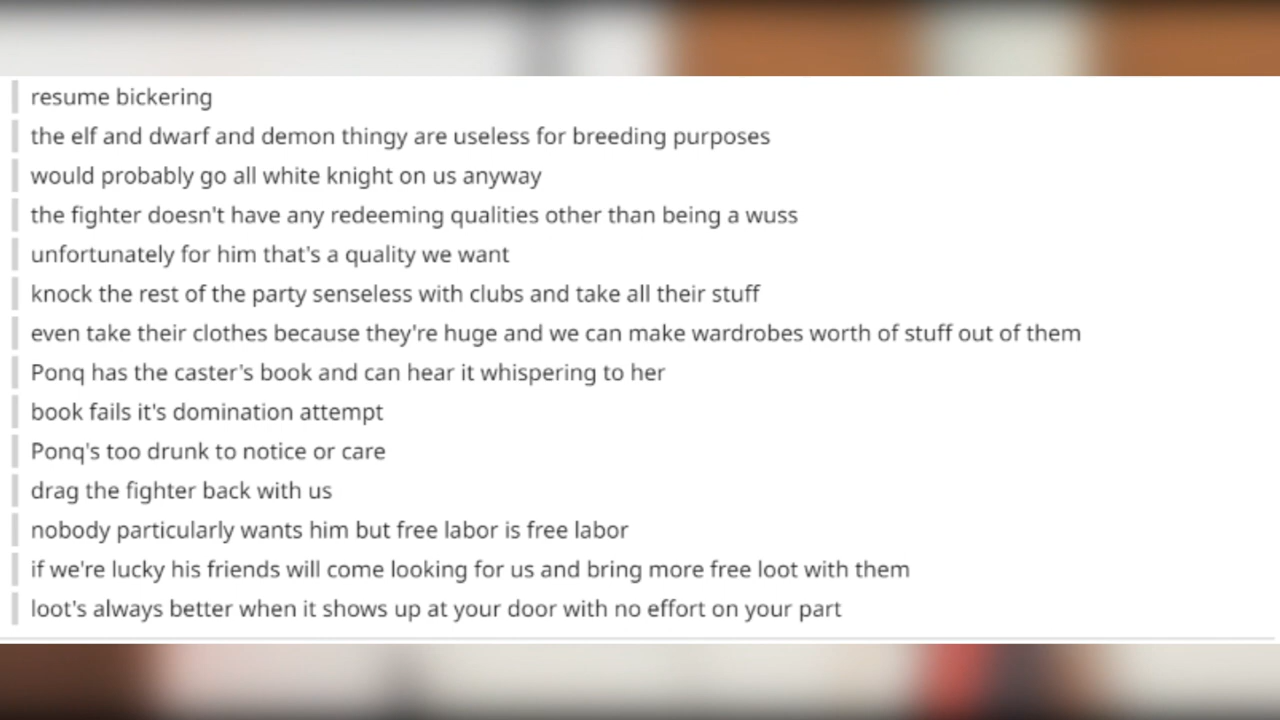 resume bickering
the elf and dwarf and demon thingy are useless for breeding purposes
would probably go all white knight on us anyway
the fighter doesn't have any redeeming qualities other than being a wuss
unfortunately for him that's a quality we want
knock the rest of the party senseless with clubs and take all their stuff
even take their clothes because they're huge and we can make wardrobes worth of stuff out of them
Ponq has the caster's book and can hear it whispering to her
book fails it's domination attempt
Ponq's too drunk to notice or care
drag the fighter back with us
nobody particularly wants him but free labor is free labor
if we're lucky his friends will come looking for us and bring more free loot with them
loot's always better when it shows up at your door with no effort on your part